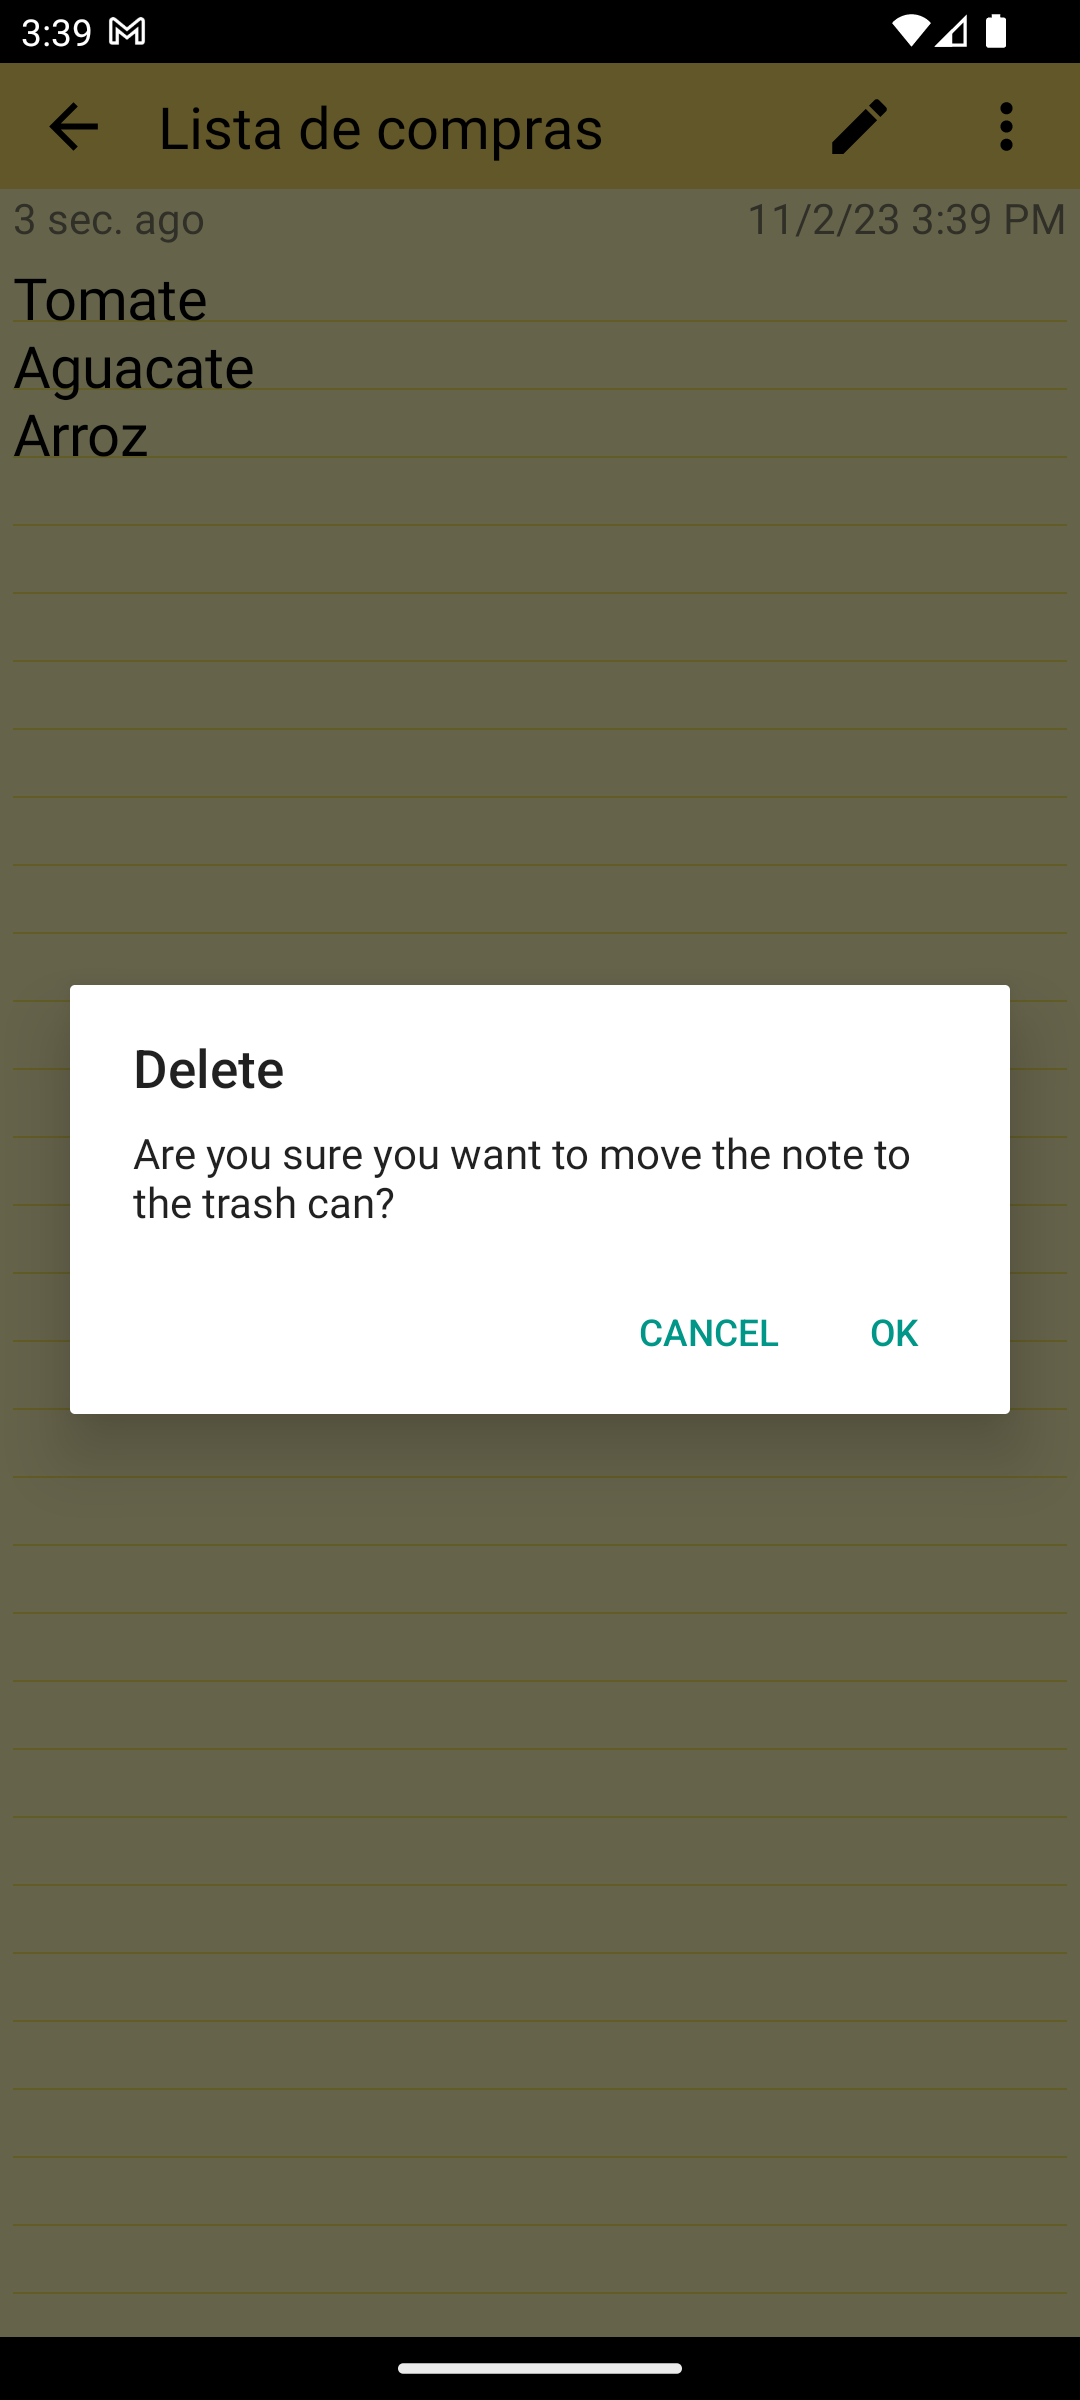 3:39
Lista de compras
3 sec. ago 11/2/23 3:39 PM
Tomate
Aguacate
Arroz
Delete
Are you sure you want to move the note to
the trash can?
CANCEL OK